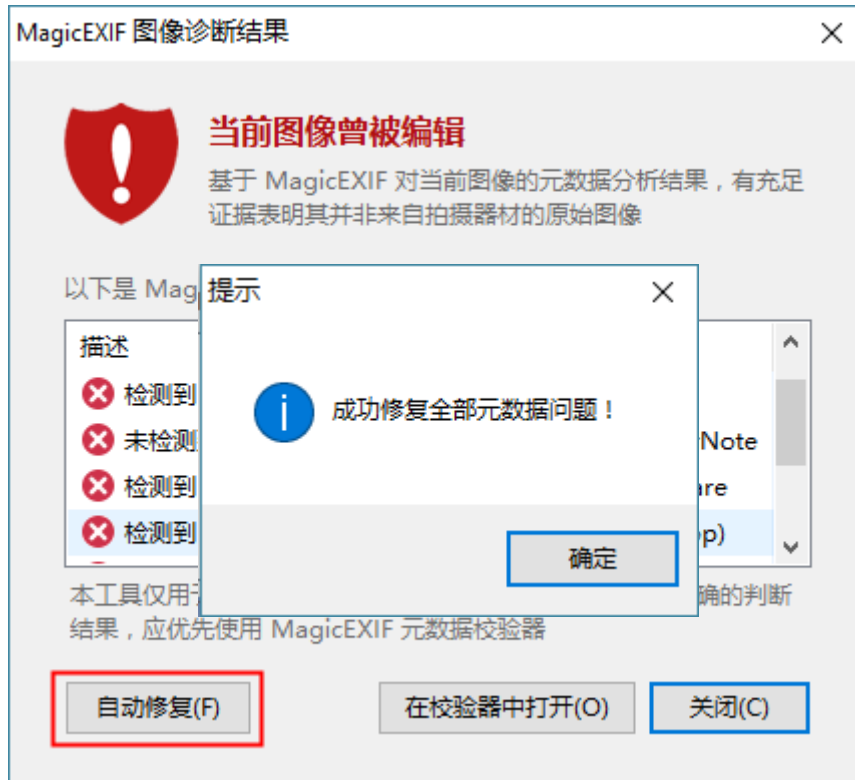 MagicEXIF 图像诊断结果
当前图像曾被编辑
基于 MagicEXIF 对当前图像的元数据分析结果，有充足
证据表明其并非来自拍摄器材的原始图像
以下是 Mag
提示
描述
成功修复全部元数据问题！
检测到
未检测
Note
检测到
are
检测到
p)
确定
本工具仅用于
确的判断
结果，应优先使用 MagicEXIF 元数据校验器
自动修复(F)
在校验器中打开(O)
关闭(C)